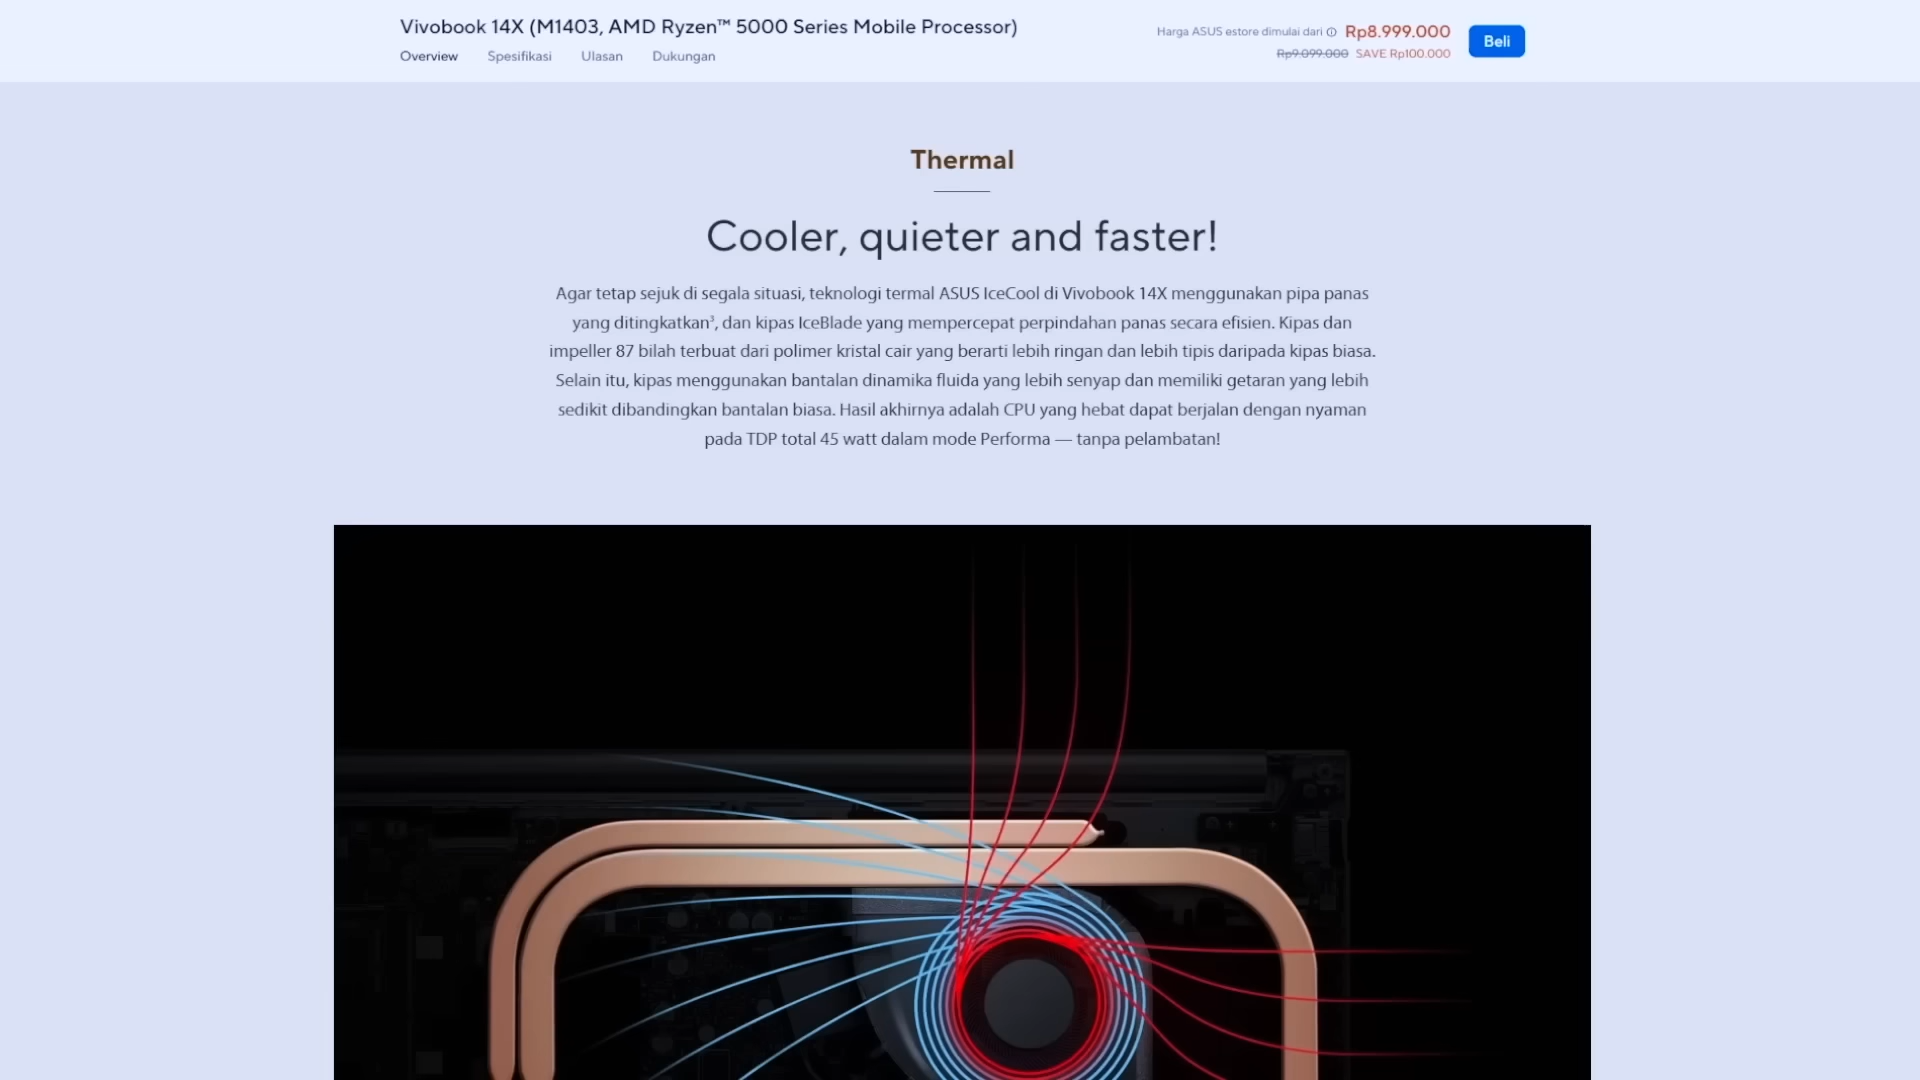 Vivobook 14X (M1403, AMD Ryzen™ 5000 Series Mobile Processor)
Overview Spesifikasi Ulasan Dukungan
Harga ASUS estore dimulai dari Rp8.999.000
Rp9.099.000 SAVE Rp100.000
Beli
Thermal
Cooler, quieter and faster!
Agar tetap sejuk di segala situasi, teknologi termal ASUS IceCool di Vivobook 14X menggunakan pipa panas
yang ditingkatkan³, dan kipas IceBlade yang mempercepat perpindahan panas secara efisien. Kipas dan
impeller 87 bilah terbuat dari polimer kristal cair yang berarti lebih ringan dan lebih tipis daripada kipas biasa.
Selain itu, kipas menggunakan bantalan dinamika fluida yang lebih senyap dan memiliki getaran yang lebih
sedikit dibandingkan bantalan biasa. Hasil akhirnya adalah CPU yang hebat dapat berjalan dengan nyaman
pada TDP total 45 watt dalam mode Performa — tanpa pelambatan!